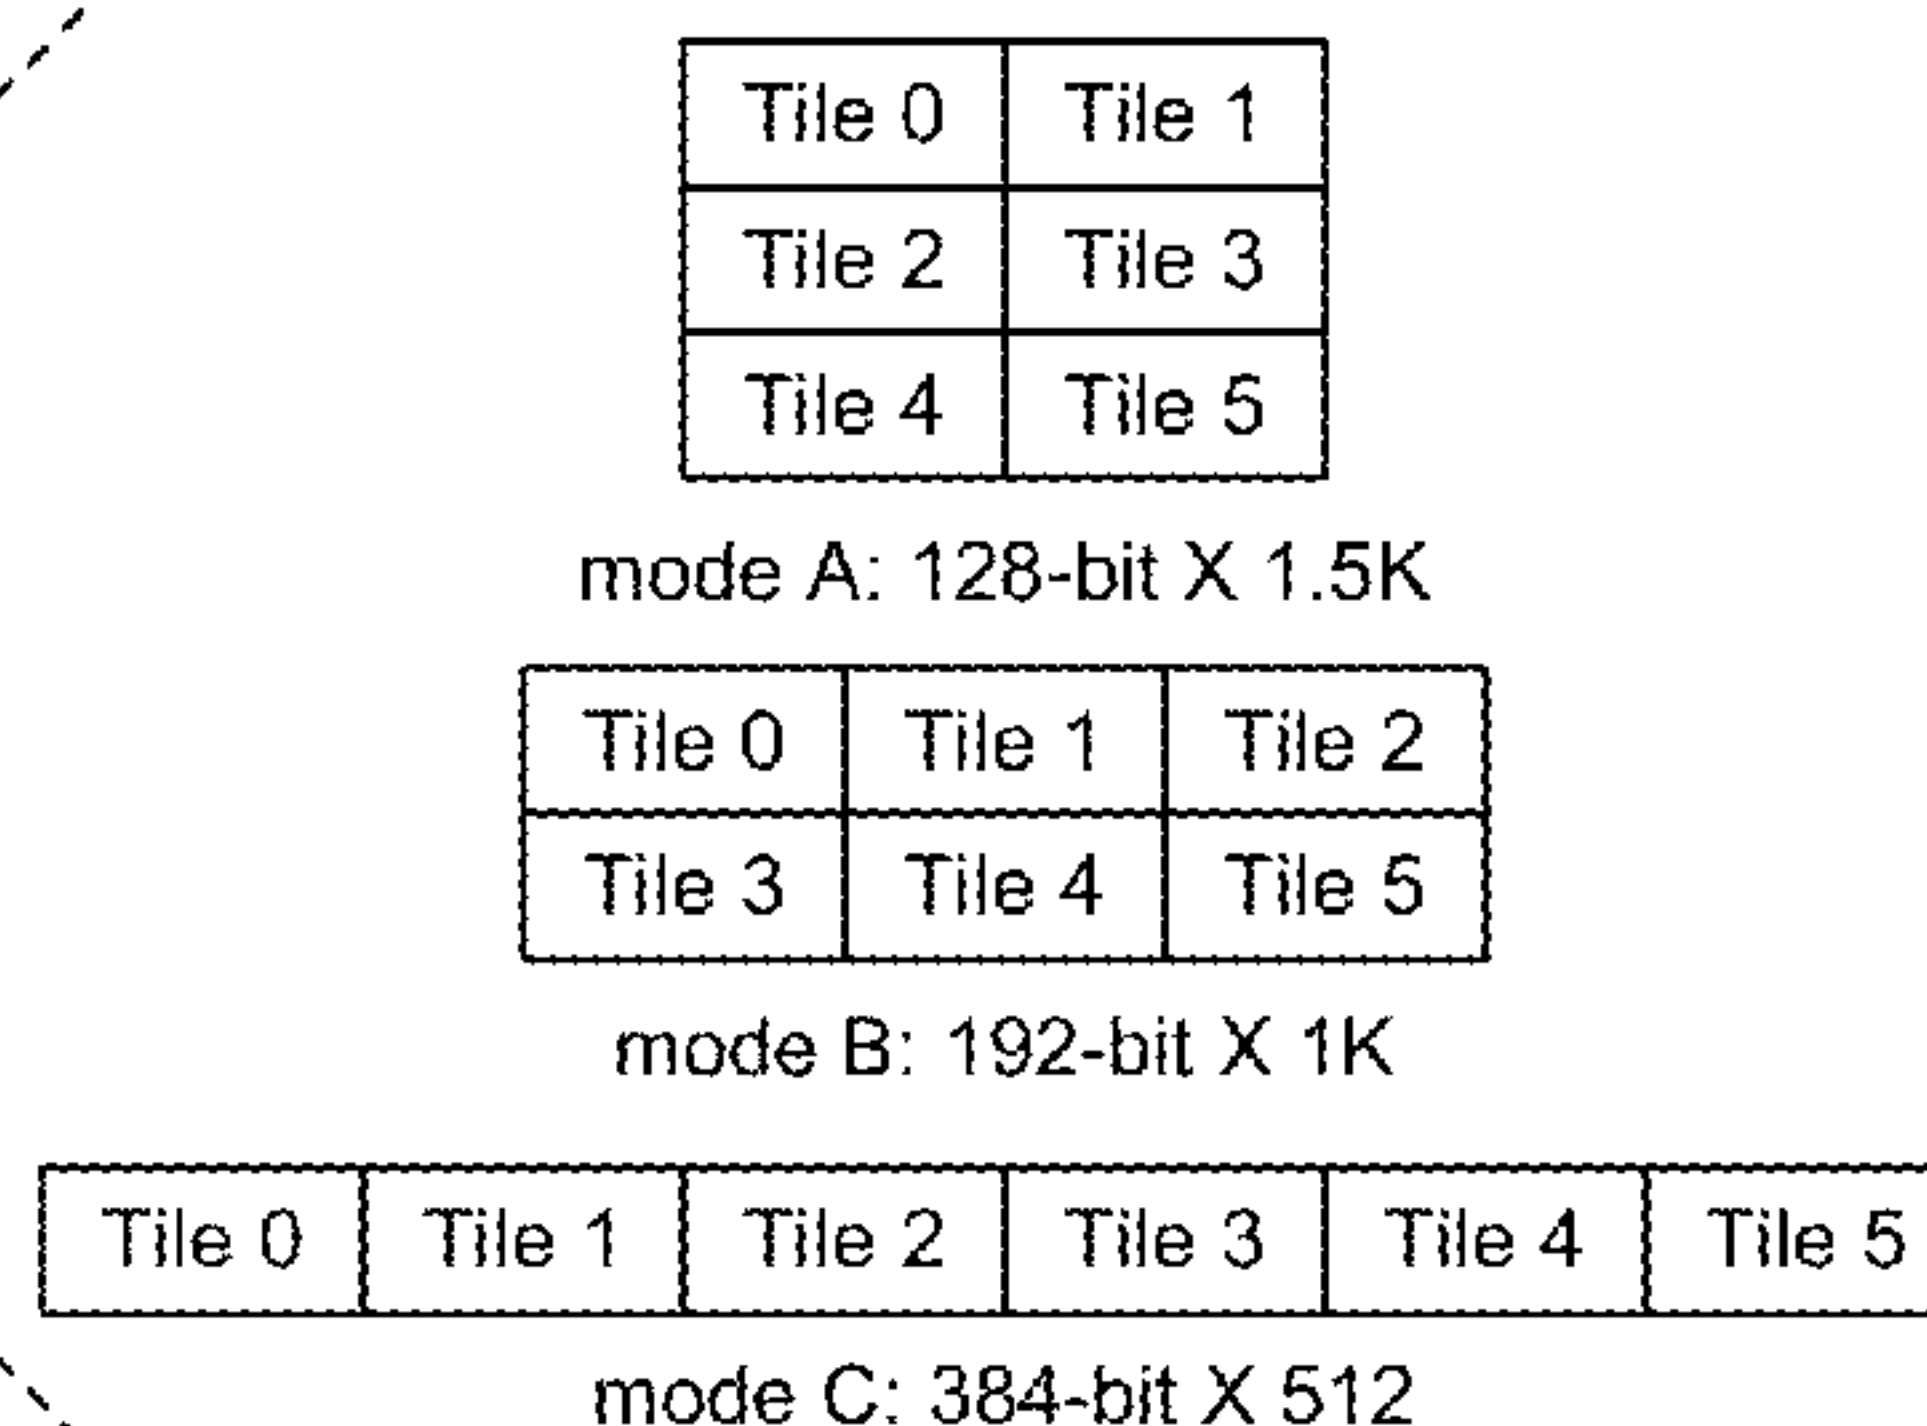 Tile 0 Tile 1
Tile 2 Tile 3
Tile 4 Tile 5
mode A: 128-bit X 1.5K
Tile 0 Tile 1 Tile 2
Tile 3 Tile 4 Tile 5
mode B: 192-bit X 1K
Tile 0 Tile 1 Tile 2 Tile 3 Tile 4 Tile 5
mode C: 384-bit X 512